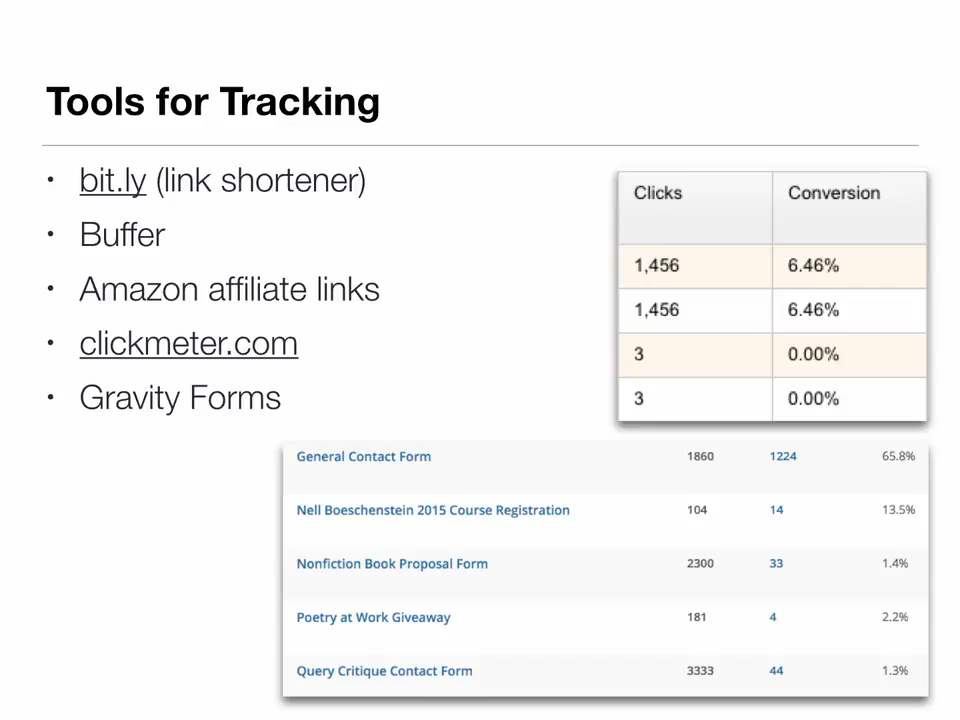 Tools for Tracking
• bit.ly (link shortener)
• Buffer
• Amazon affiliate links
• clickmeter.com
• Gravity Forms
Clicks Conversion
1,456 6.46%
1,456 6.46%
3 0.00%
3 0.00%
General Contact Form 1860 1224 65.8%
Nell Boeschenstein 2015 Course Registration 104 14 13.5%
Nonfiction Book Proposal Form 2300 33 1.4%
Poetry at Work Giveaway 181 4 2.2%
Query Critique Contact Form 3333 44 1.3%